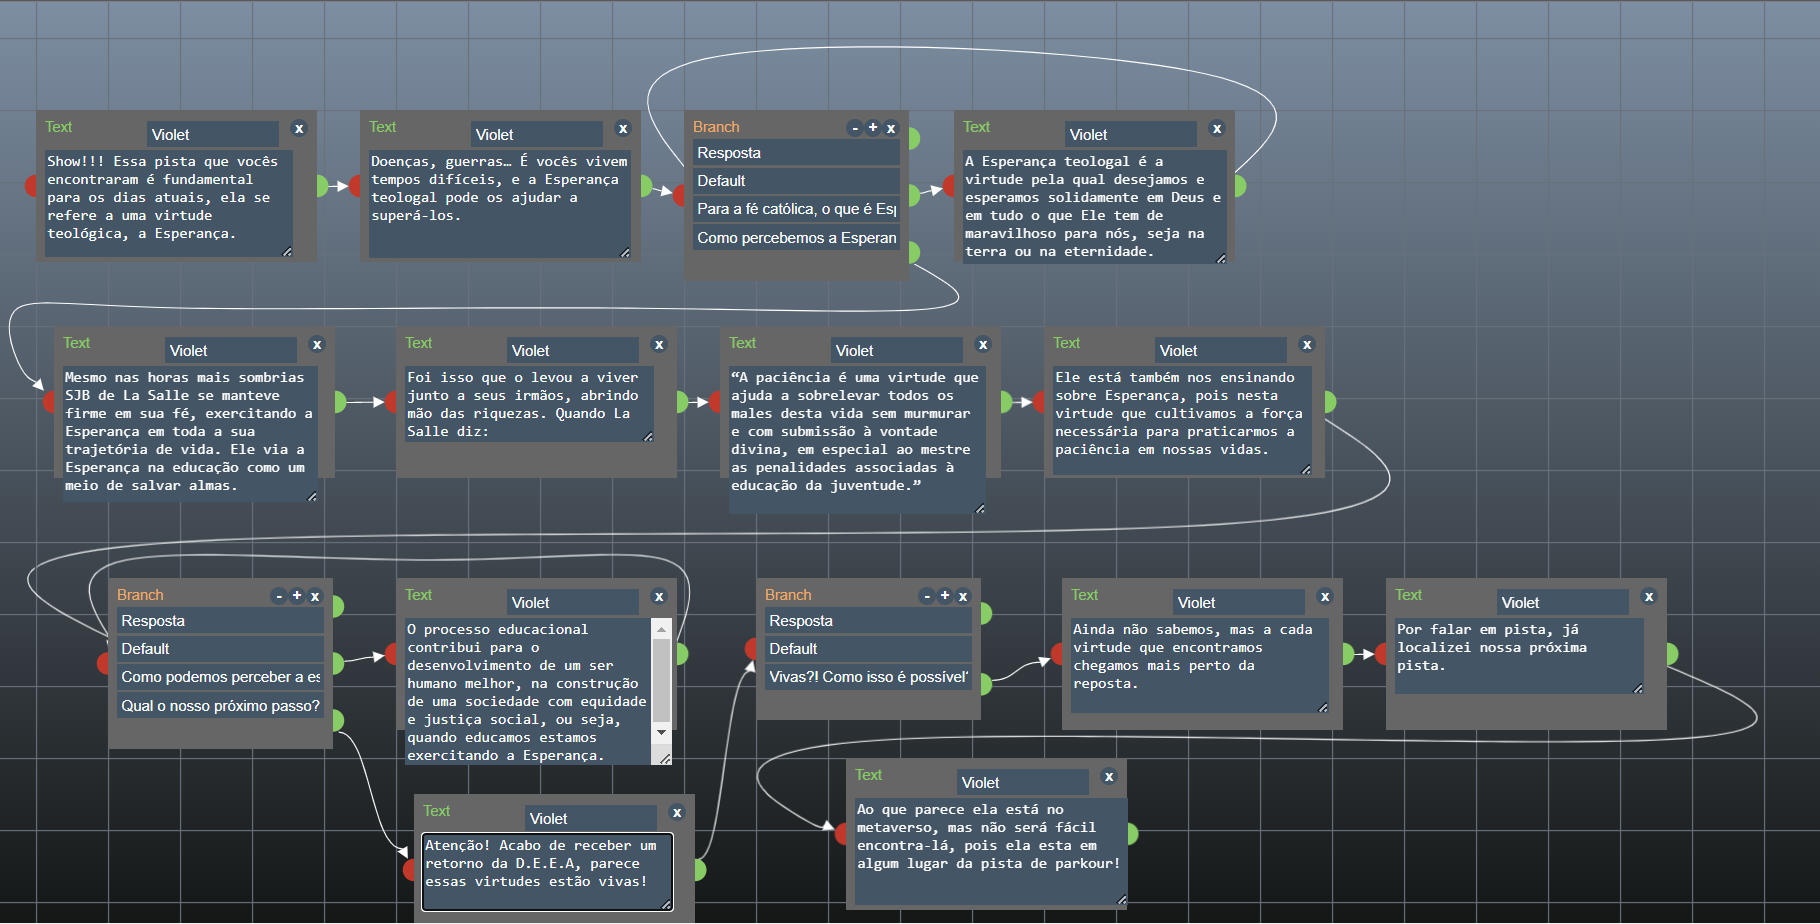 Text
Violet
x
Show!!! Essa pista que vocês
encontraram é fundamental
para os dias atuais, ela se
refere a uma virtude
teológica, a Esperança.
Text
Violet
x
Doenças, guerras… É vocês vivem
tempos difíceis, e a Esperança
teologal pode os ajudar a
superá-los.
Branch
- + x
Resposta
Default
Para a fé católica, o que é Es
Como percebemos a Esperan
Text
Violet
x
A Esperança teologal é a
virtude pela qual desejamos e
esperamos solidamente em Deus e
em tudo o que Ele tem de
maravilhoso para nós, seja na
terra ou na eternidade.
Text
Violet
x
Mesmo nas horas mais sombrias
SJB de La Salle se manteve
firme em sua fé, exercitando a
Esperança em toda a sua
trajetória de vida. Ele via a
Esperança na educação como um
meio de salvar almas.
Text
Violet
x
Foi isso que o levou a viver
junto a seus irmãos, abrindo
mão das riquezas. Quando La
Salle diz:
Text
Violet
x
“A paciência é uma virtude que
ajuda a sobrelevar todos os
males desta vida sem murmurar
e com submissão à vontade
divina, em especial ao mestre
as penalidades associadas à
educação da juventude.”
Text
Violet
x
Ele está também nos ensinando
sobre Esperança, pois nesta
virtude que cultivamos a força
necessária para praticarmos a
paciência em nossas vidas.
Branch
- + x
Resposta
Default
Como podemos perceber a es
Qual o nosso próximo passo?
Text
Violet
x
O processo educacional
contribui para o
desenvolvimento de um ser
humano melhor, na construção
de uma sociedade com equidade
e justiça social, ou seja,
quando educamos estamos
exercitando a Esperança.
Branch
- + x
Resposta
Default
Vivas?! Como isso é possível
Text
Violet
x
Ainda não sabemos, mas a cada
virtude que encontramos
chegamos mais perto da
reposta.
Text
Violet
x
Por falar em pista, já
localizei nossa próxima
pista.
Text
Violet
x
Atenção! Acabo de receber um
retorno da D.E.E.A, parece
essas virtudes estão vivas!
Text
Violet
x
Ao que parece ela está no
metaverso, mas não será fácil
encontra-lá, pois ela esta em
algum lugar da pista de parkour!